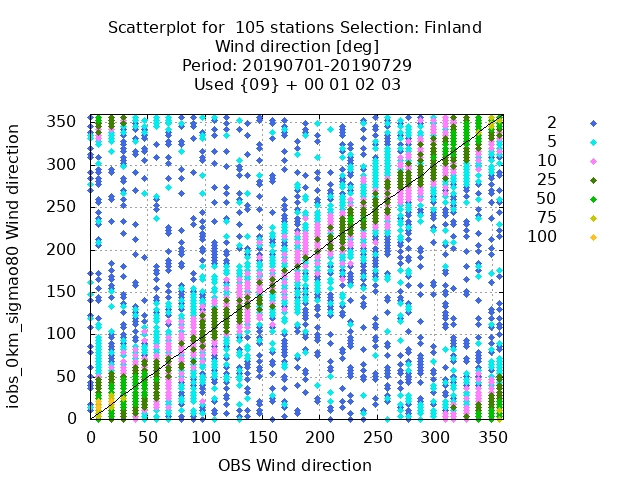 Scatterplot for  105 stations Selection: Finland
Wind direction [deg]
Period: 20190701-20190729
Used {09} + 00 01 02 03
iobs_0km_sigmao80 Wind direction
350
300
250
200
150
100
50
0
0 50 100 150 200 250 300 350
OBS Wind direction
2
5
10
25
50
75
100